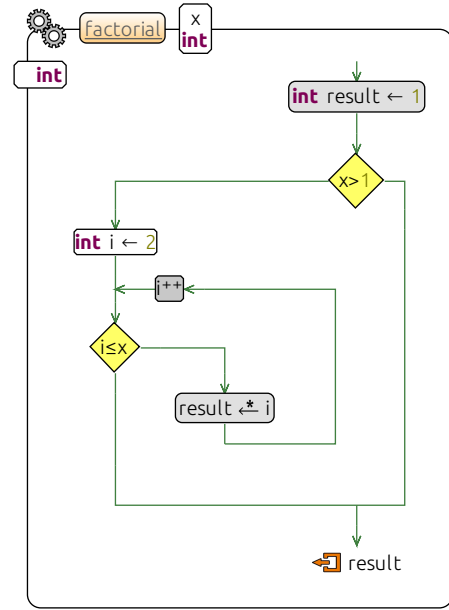 factorial
x
int
int
int result ← 1
x>1
int i ← 2
i++
i≤x
result ↞* i
result